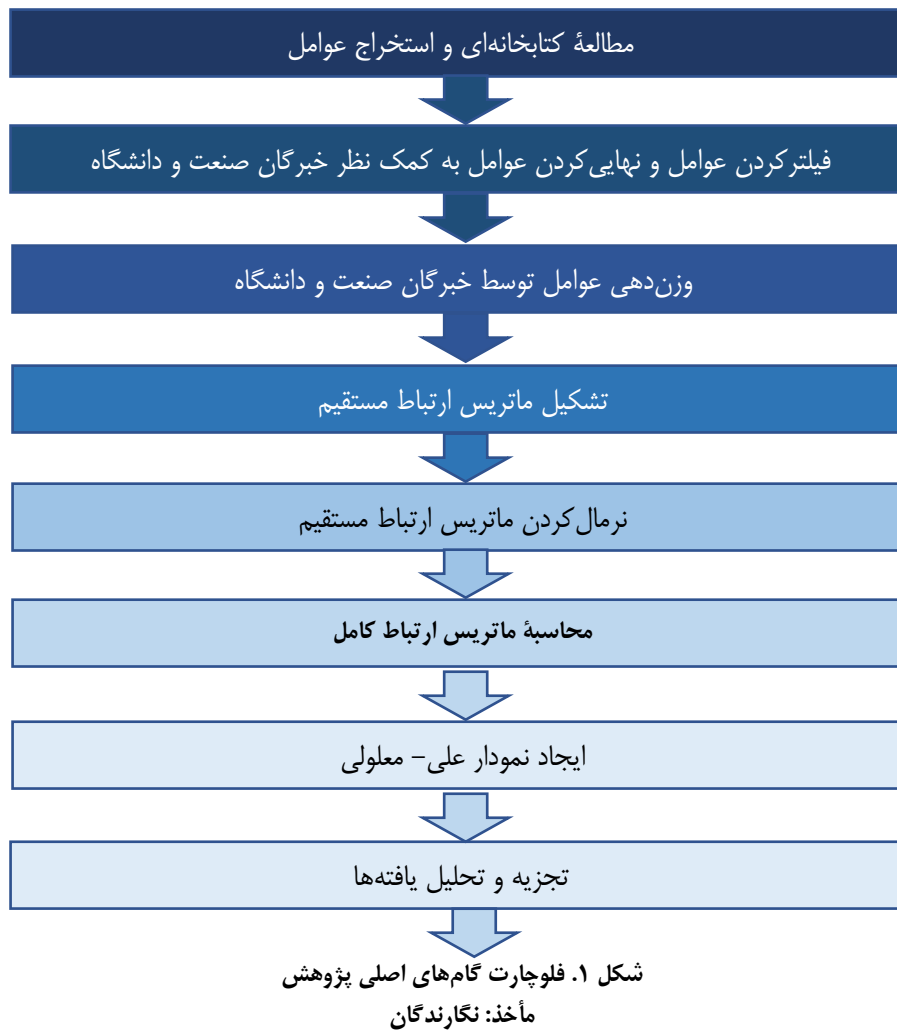 مطالعهٔ کتابخانه‌ای و استخراج عوامل
فیلترکردن عوامل و نهایی‌کردن عوامل به کمک نظر خبرگان صنعت و دانشگاه
وزن‌دهی عوامل توسط خبرگان صنعت و دانشگاه
تشکیل ماتریس ارتباط مستقیم
نرمال‌کردن ماتریس ارتباط مستقیم
محاسبهٔ ماتریس ارتباط کامل
ایجاد نمودار علی- معلولی
تجزیه و تحلیل یافته‌ها
شکل ۱. فلوچارت گام‌های اصلی پژوهش
مأخذ: نگارندگان